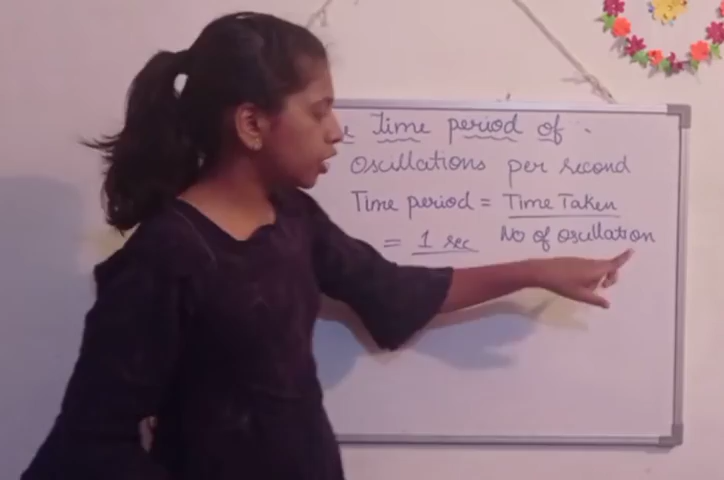 Time period of :-
oscillations per second
Time period = Time Taken
= 1 sec No of oscillation